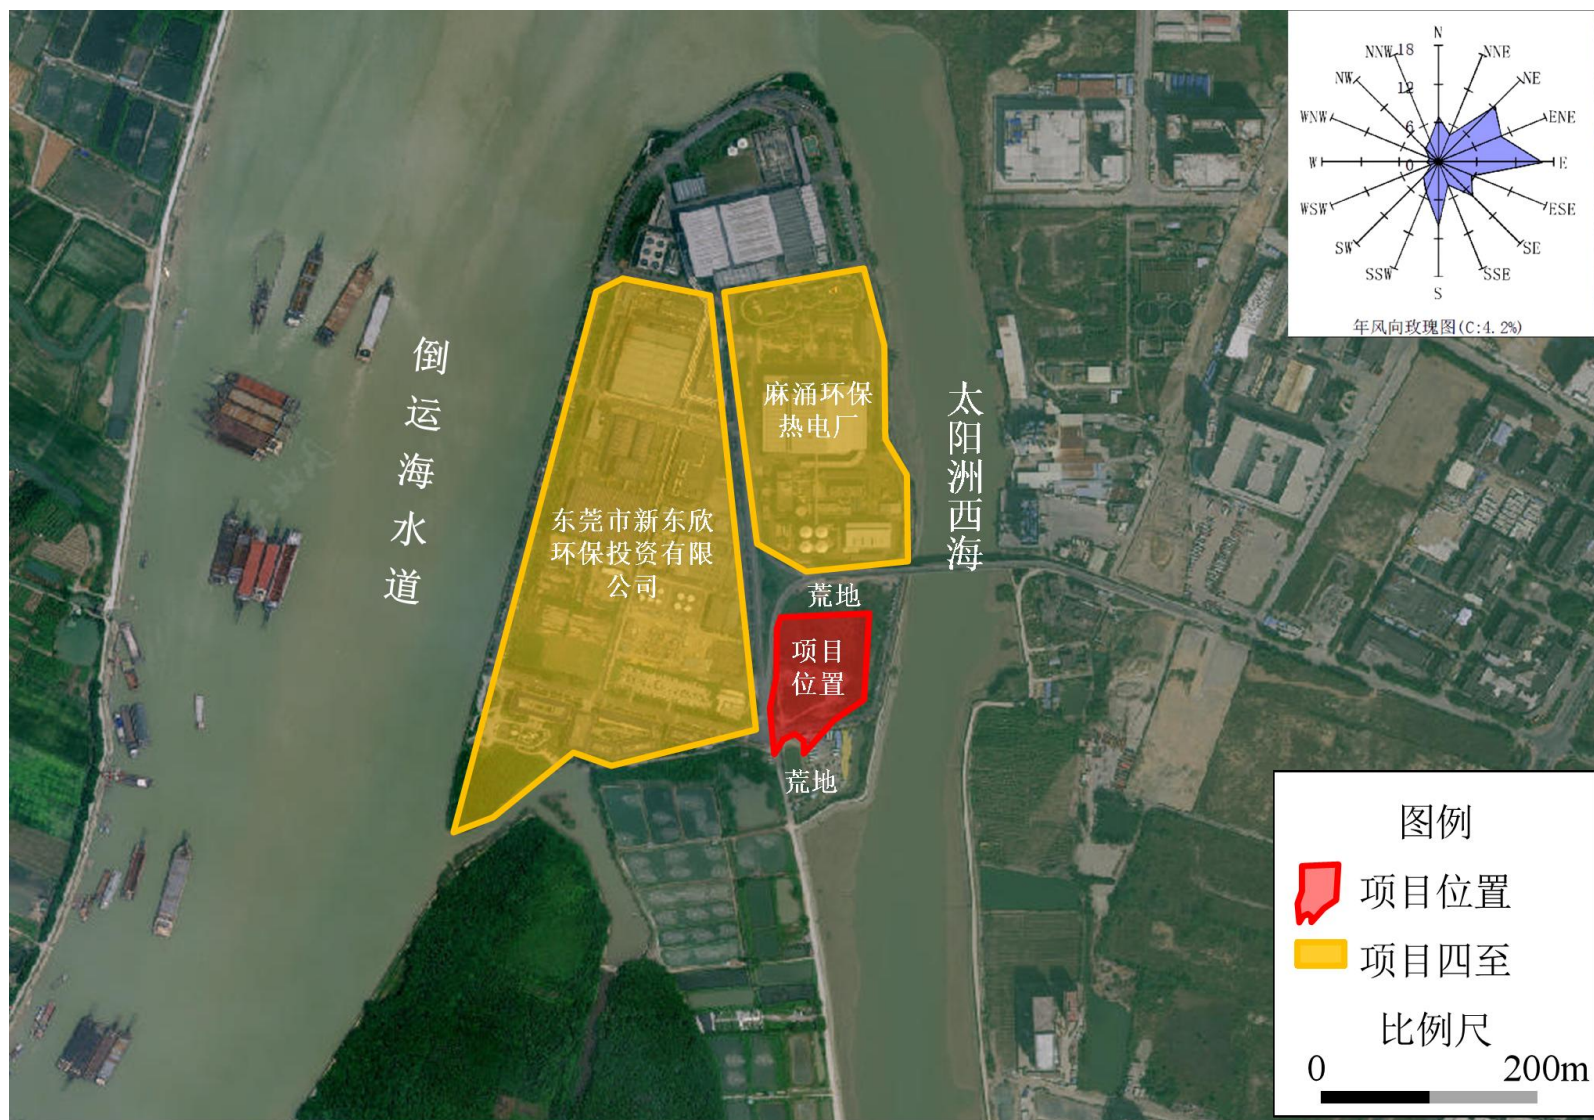 N
NNW
18
NNE
NW
NE
12
WNW
ENE
6
W
0
E
WSW
ESE
SW
SE
SSW
SSE
S
年风向玫瑰图(C:4.2%)
倒运海水道
麻涌环保
热电厂
太阳洲西海
东莞市新东欣
环保投资有限
公司
荒地
项目
位置
荒地
图例
项目位置
项目四至
比例尺
0
200m